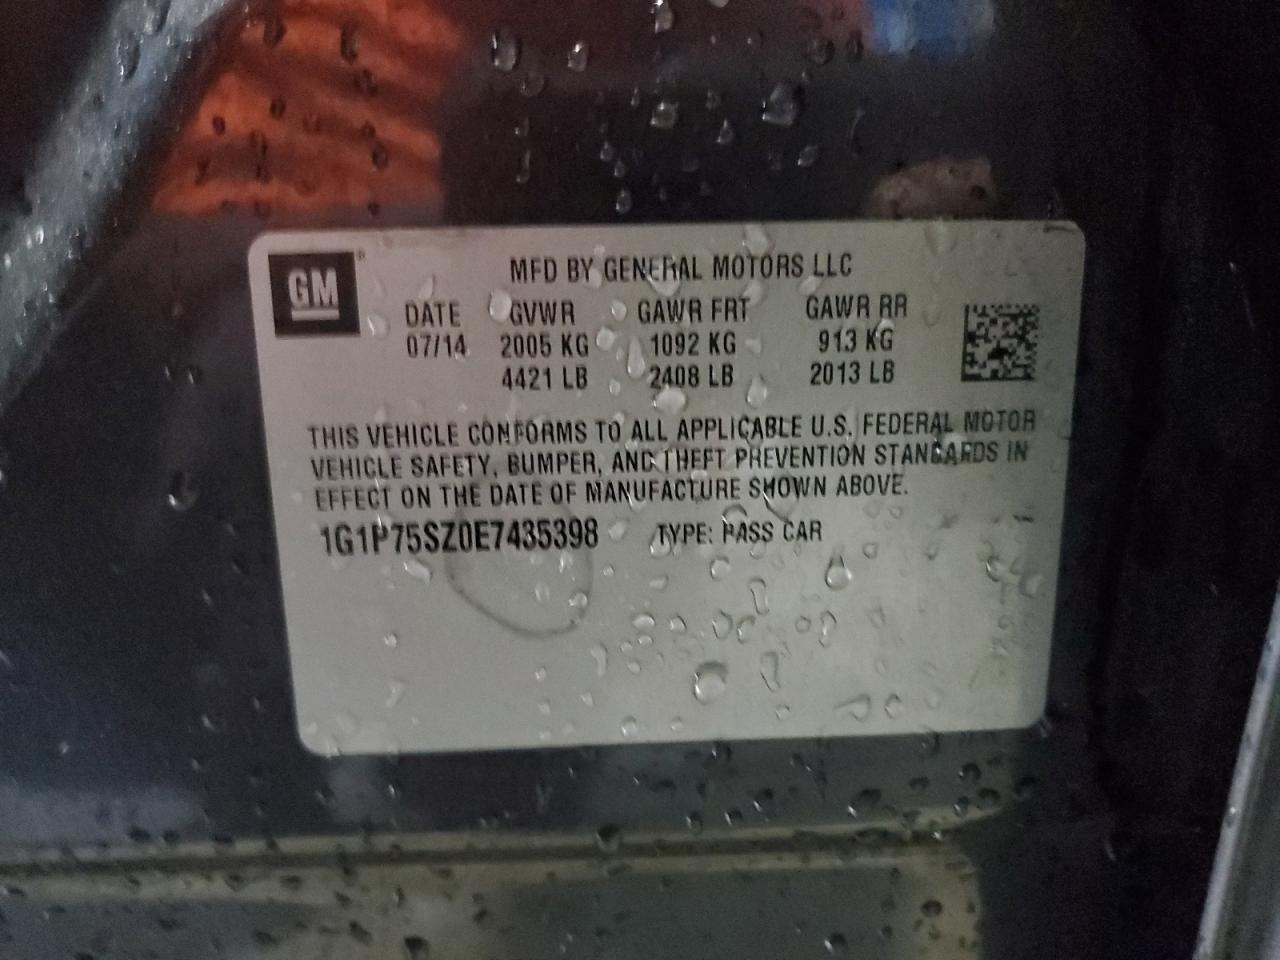 GM
MFD BY GENERAL MOTORS LLC
DATE GVWR GAWR FRT GAWR RR
07/14 2005 KG 1092 KG 913 KG
4421 LB 2408 LB 2013 LB
THIS VEHICLE CONFORMS TO ALL APPLICABLE U.S. FEDERAL MOTOR
VEHICLE SAFETY, BUMPER, AND THEFT PREVENTION STANDARDS IN
EFFECT ON THE DATE OF MANUFACTURE SHOWN ABOVE.
1G1P75SZ0E7435398 TYPE: PASS CAR